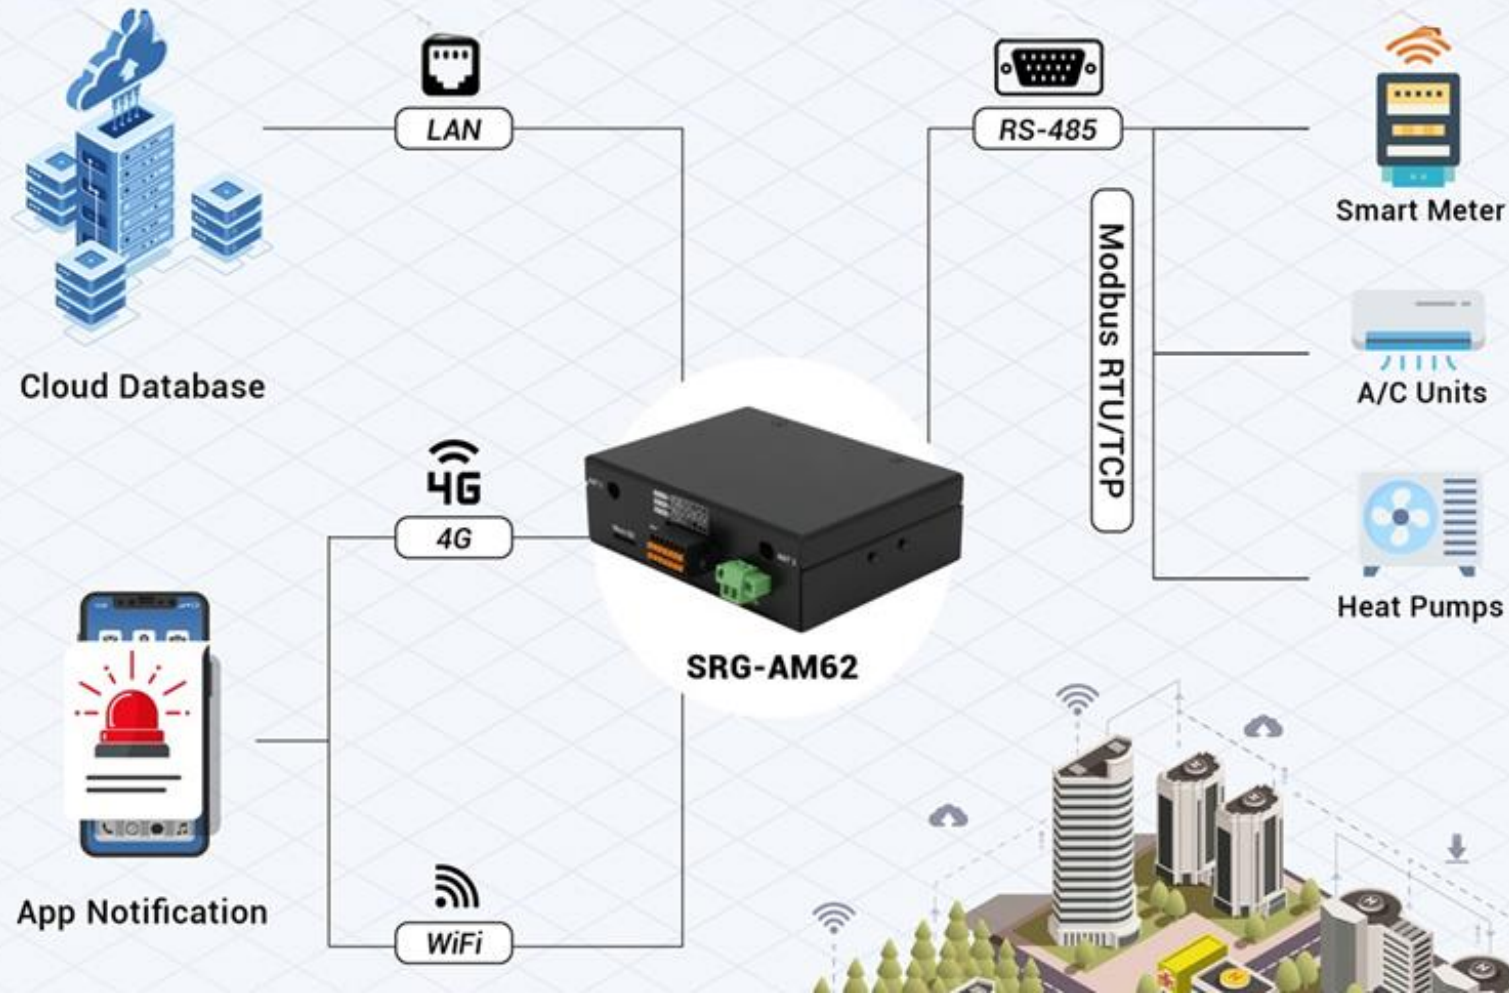 LAN
RS-485
Smart Meter
Modbus RTU/TCP
A/C Units
Cloud Database
4G
4G
Heat Pumps
SRG-AM62
App Notification
WiFi